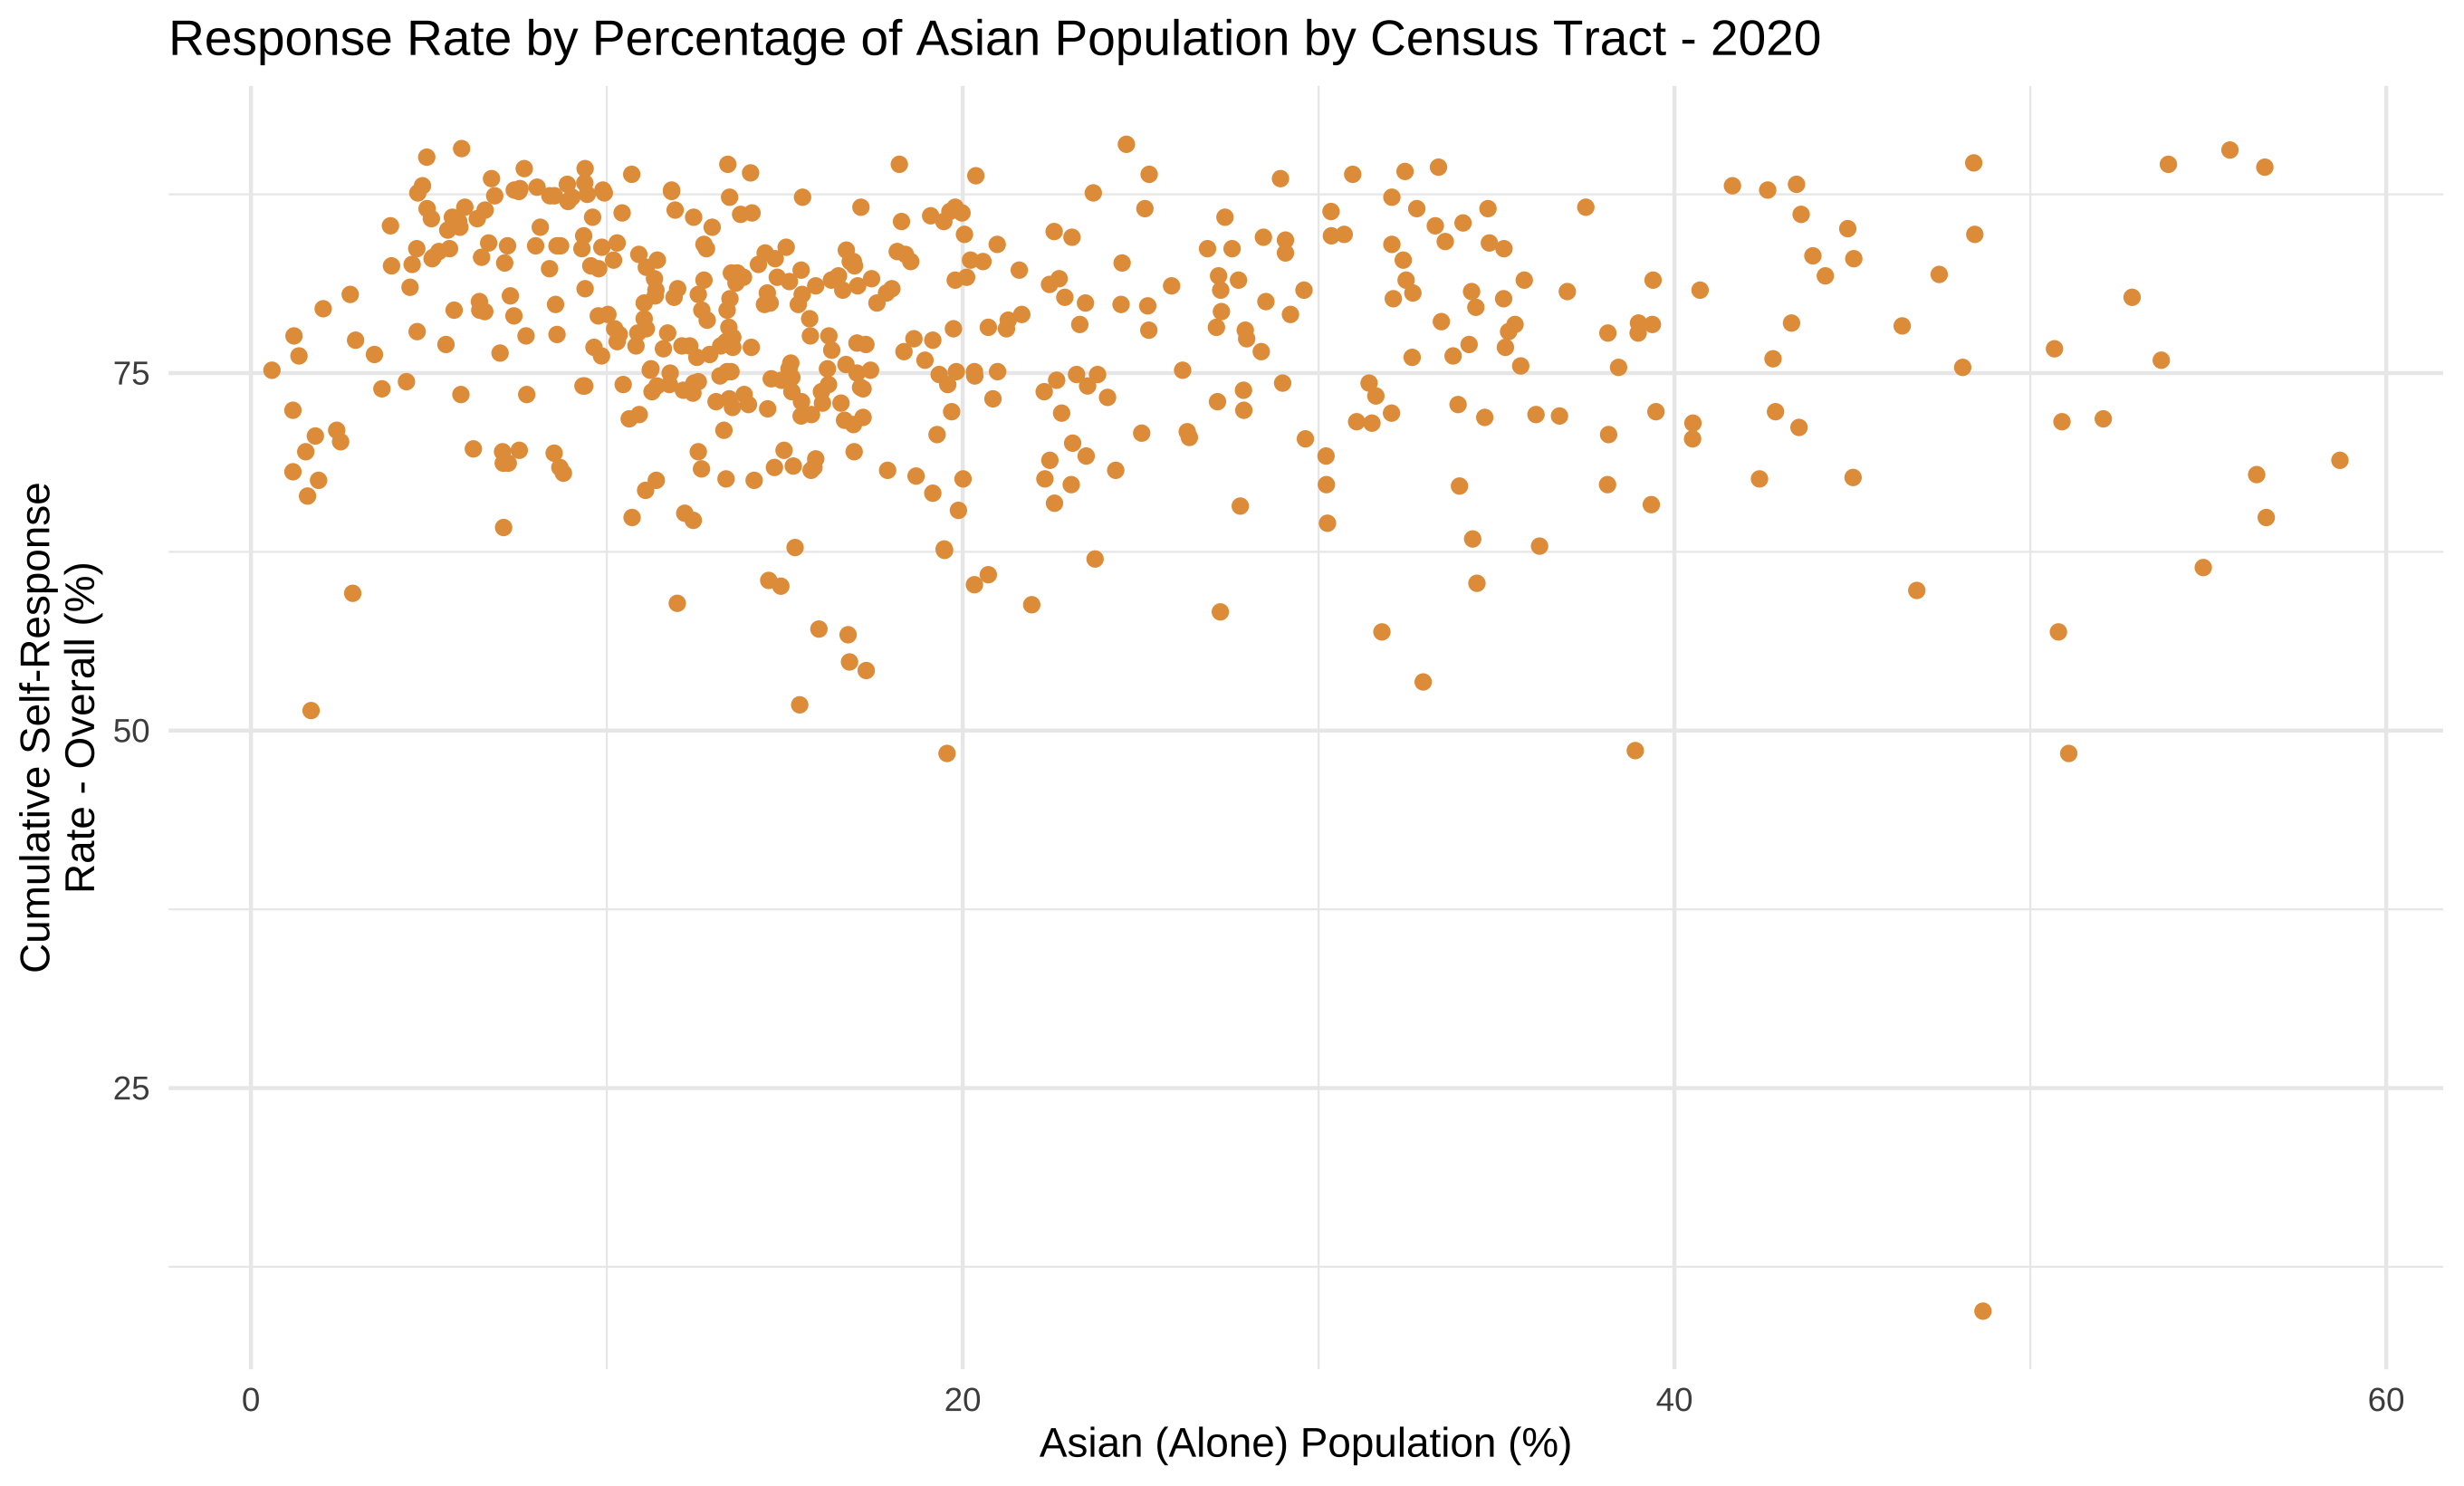 Response Rate by Percentage of Asian Population by Census Tract - 2020
Cumulative Self-Response
Rate - Overall (%)
75
50
25
0
20
40
60
Asian (Alone) Population (%)